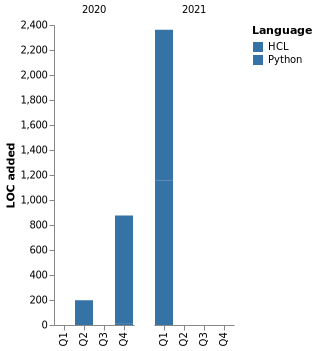 2020
2021
Language
HCL
Python
LOC added
2,400
2,200
2,000
1,800
1,600
1,400
1,200
1,000
800
600
400
200
0
Q1
Q2
Q3
Q4
Q1
Q2
Q3
Q4